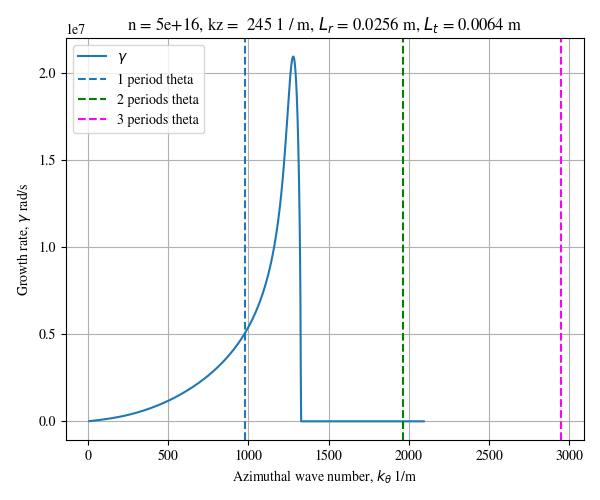 n = 5e+16, kz =  245 1 / m, L_r = 0.0256 m, L_t = 0.0064 m
1e7
γ
1 period theta
2 periods theta
3 periods theta
2.0
1.5
1.0
0.5
0.0
Growth rate, γ rad/s
0 500 1000 1500 2000 2500 3000
Azimuthal wave number, k_θ 1/m